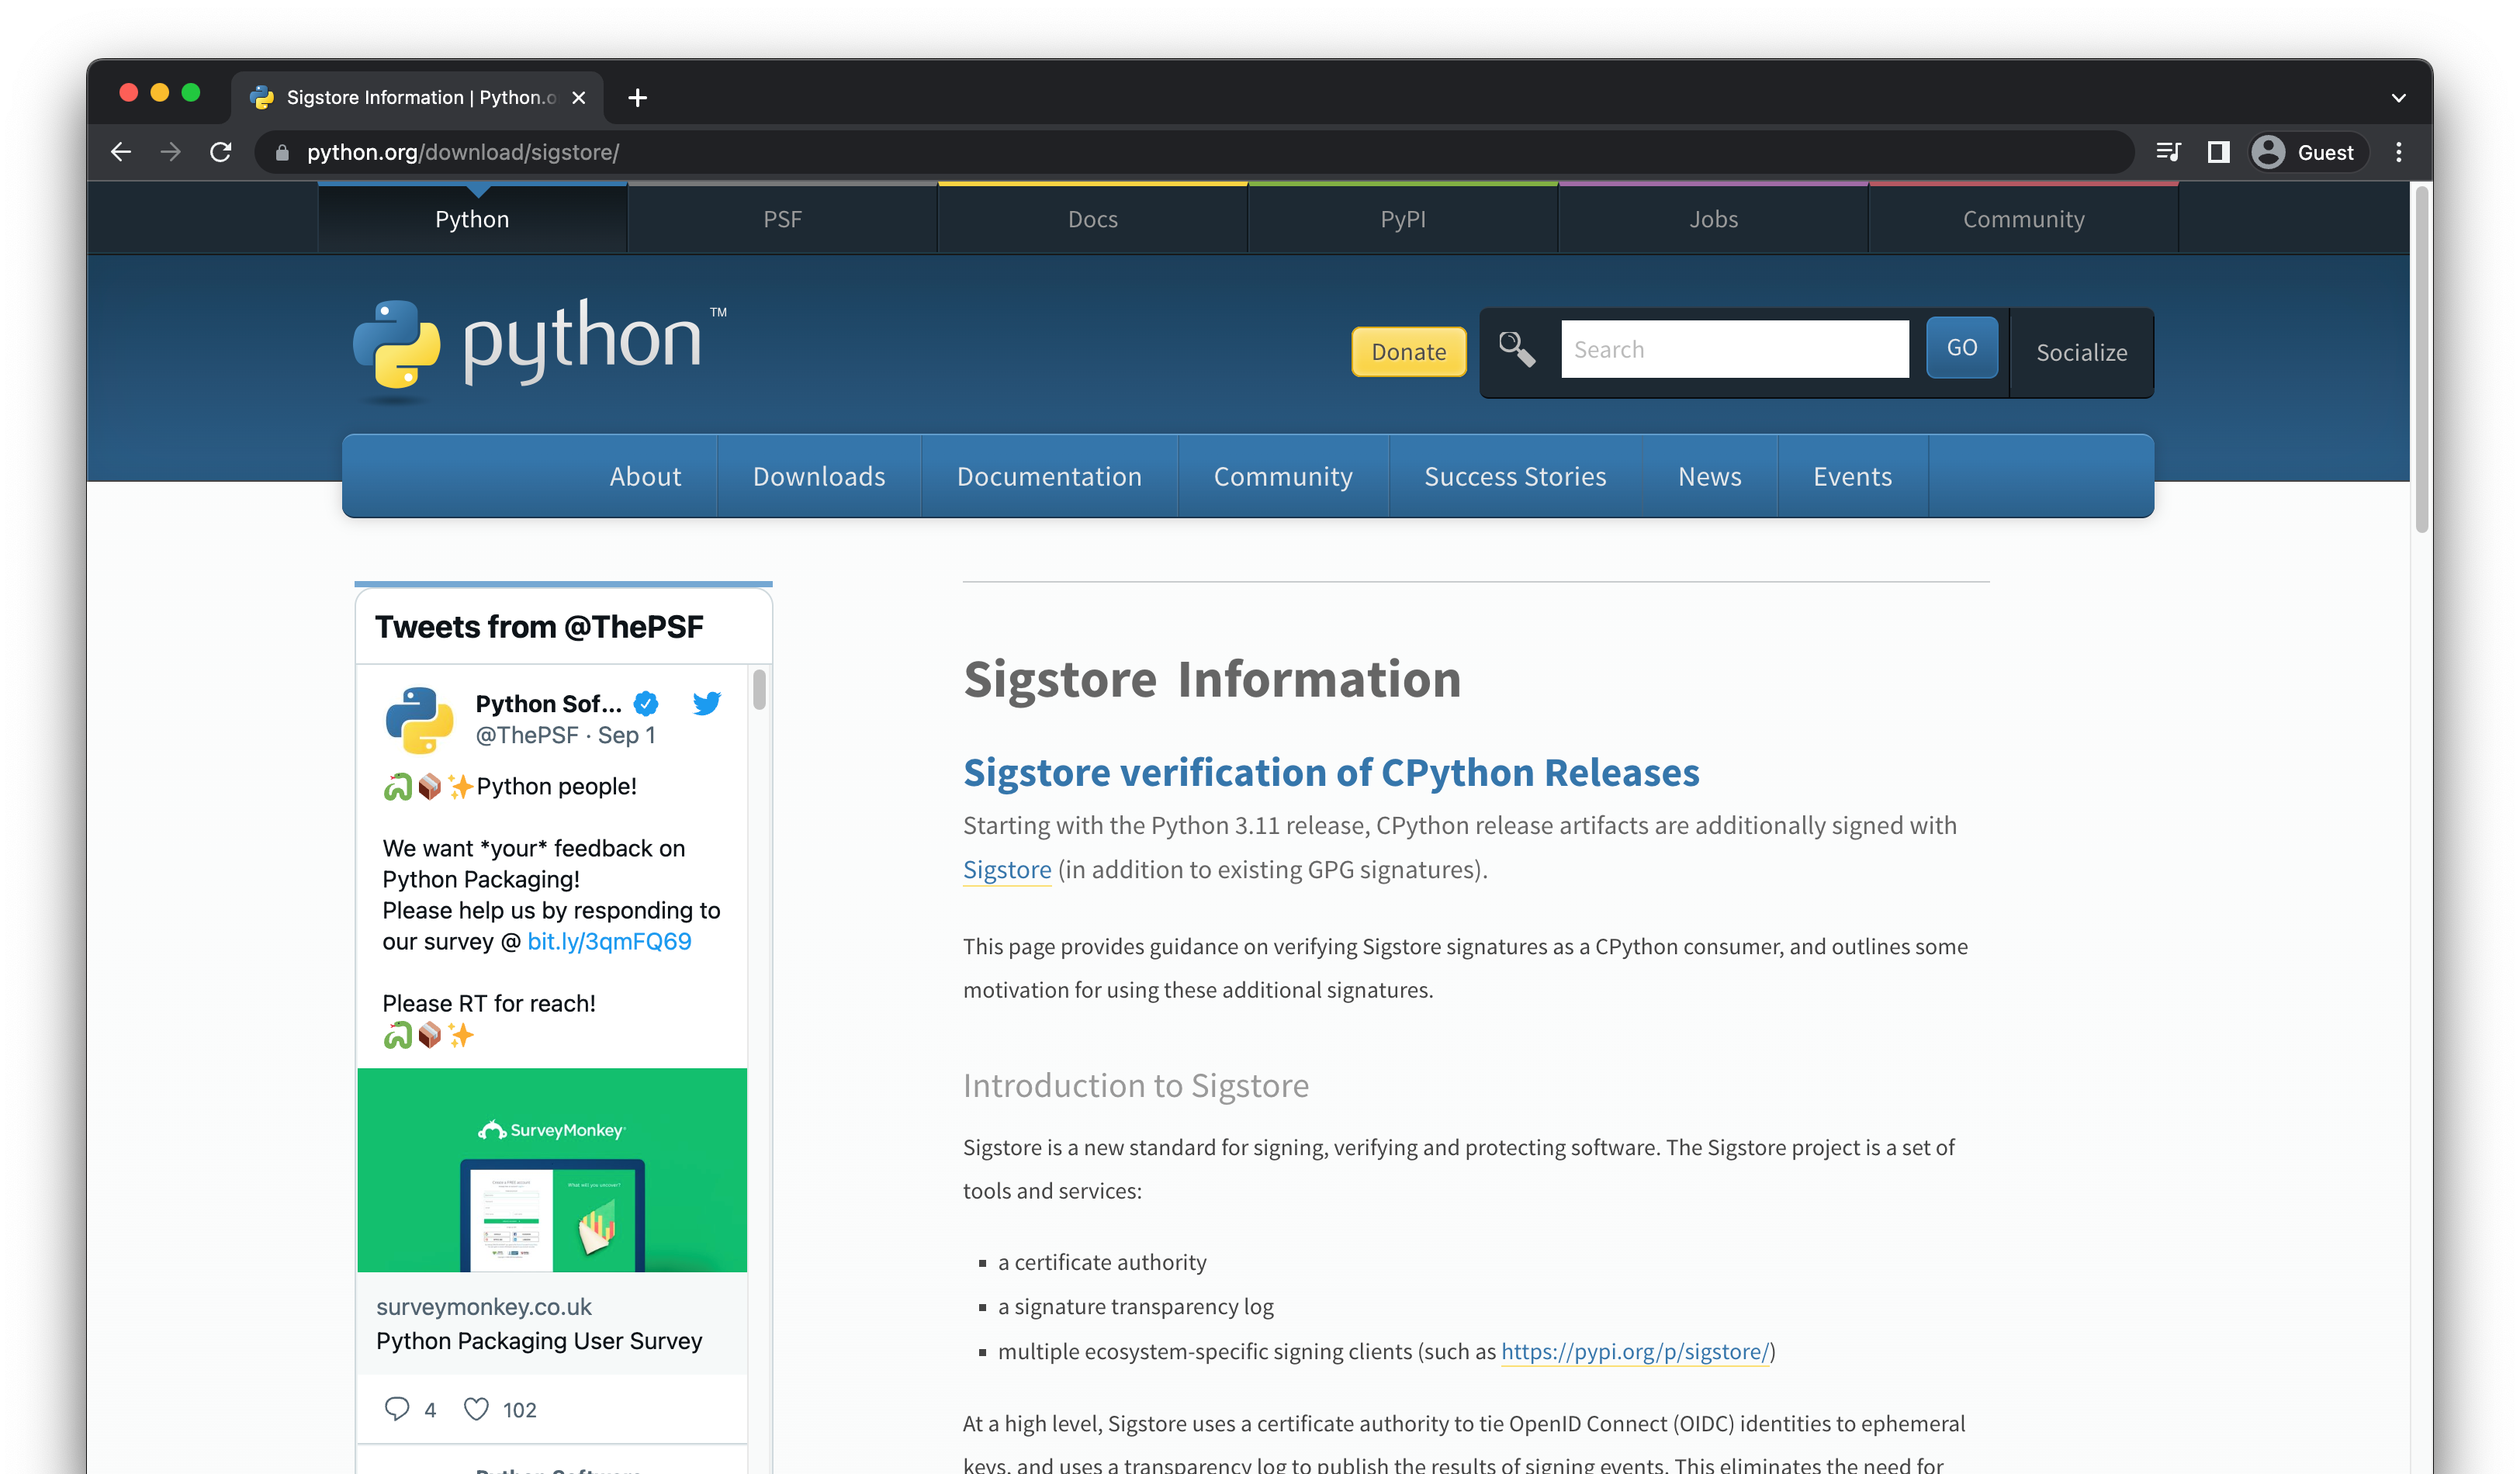 Sigstore Information | Python.o
python.org/download/sigstore/
Guest
Python
PSF
Docs
PyPI
Jobs
Community
python™
Donate
Search
GO
Socialize
About
Downloads
Documentation
Community
Success Stories
News
Events
Tweets from @ThePSF
Python Sof...
@ThePSF · Sep 1
🐍📦✨Python people!
We want *your* feedback on
Python Packaging!
Please help us by responding to
our survey @ bit.ly/3qmFQ69
Please RT for reach!
🐍📦✨
SurveyMonkey
What will you uncover?
surveymonkey.co.uk
Python Packaging User Survey
4
102
Sigstore Information
Sigstore verification of CPython Releases
Starting with the Python 3.11 release, CPython release artifacts are additionally signed with
Sigstore (in addition to existing GPG signatures).
This page provides guidance on verifying Sigstore signatures as a CPython consumer, and outlines some
motivation for using these additional signatures.
Introduction to Sigstore
Sigstore is a new standard for signing, verifying and protecting software. The Sigstore project is a set of
tools and services:
a certificate authority
a signature transparency log
multiple ecosystem-specific signing clients (such as https://pypi.org/p/sigstore/)
At a high level, Sigstore uses a certificate authority to tie OpenID Connect (OIDC) identities to ephemeral
keys, and uses a transparency log to publish the results of signing events. This eliminates the need for